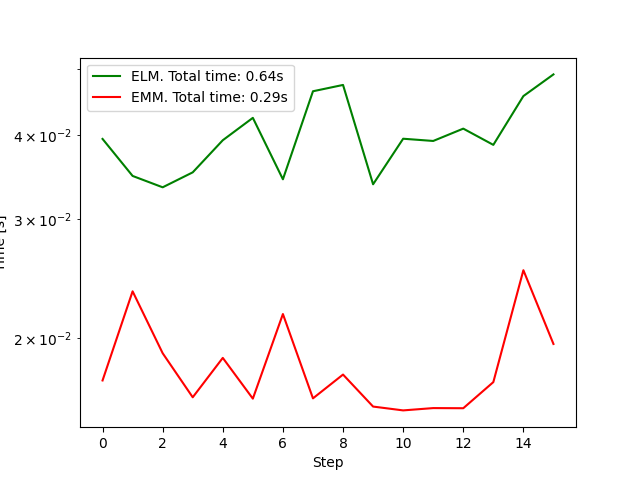 ELM. Total time: 0.64s
EMM. Total time: 0.29s
4 × 10⁻²
3 × 10⁻²
2 × 10⁻²
[s]
0 2 4 6 8 10 12 14
Step